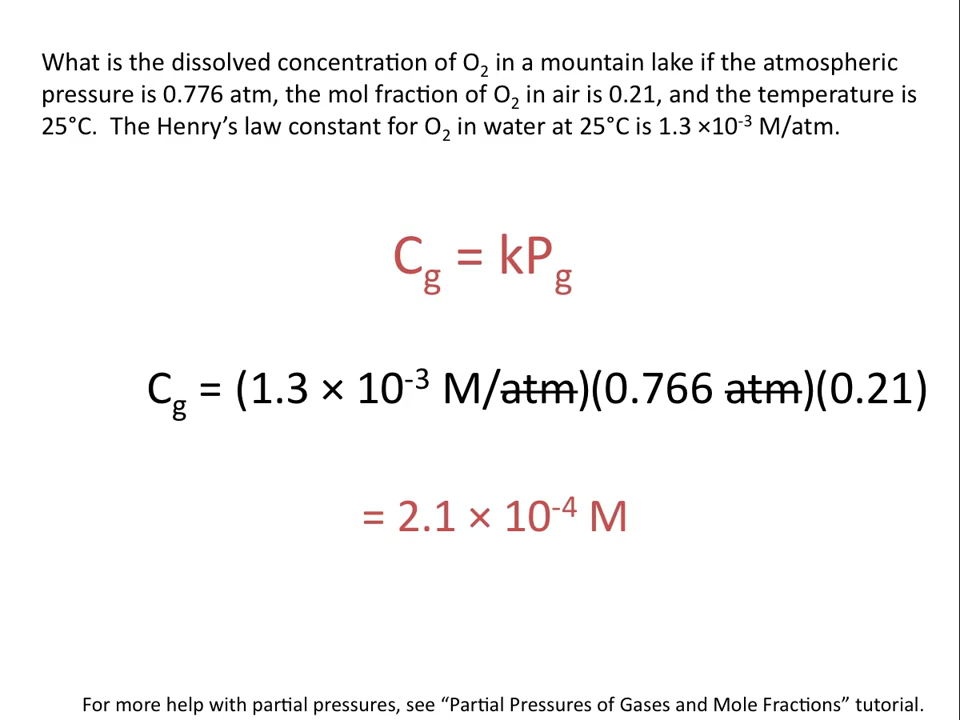 What is the dissolved concentration of O₂ in a mountain lake if the atmospheric
pressure is 0.776 atm, the mol fraction of O₂ in air is 0.21, and the temperature is
25°C.  The Henry’s law constant for O₂ in water at 25°C is 1.3 ×10⁻³ M/atm.
C_g = kP_g
C_g = (1.3 × 10⁻³ M/atm)(0.766 atm)(0.21)
= 2.1 × 10⁻⁴ M
For more help with partial pressures, see “Partial Pressures of Gases and Mole Fractions” tutorial.